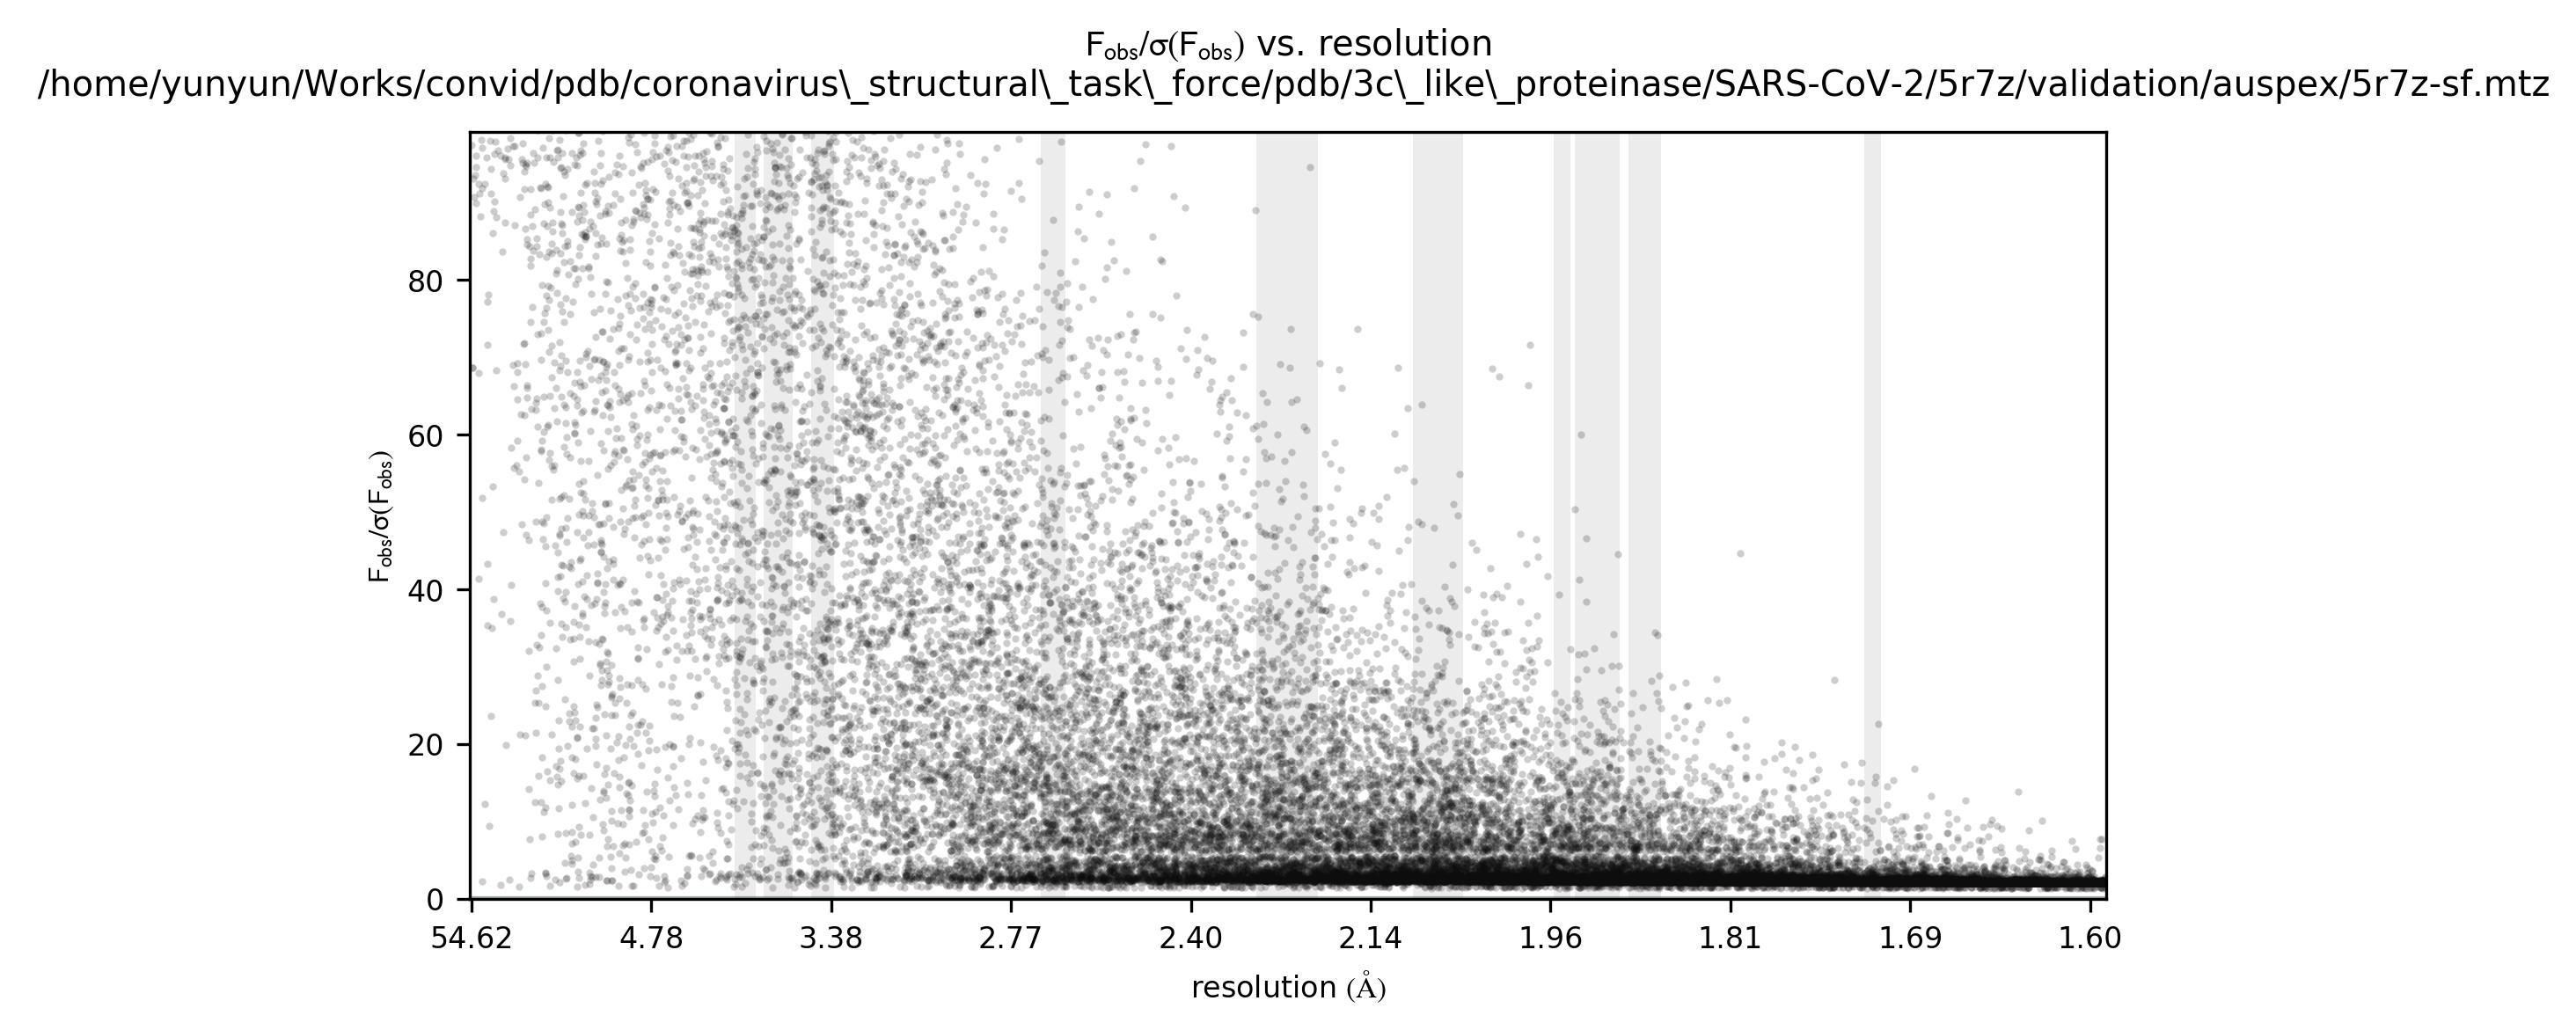 Fobs/σ(Fobs) vs. resolution
/home/yunyun/Works/convid/pdb/coronavirus\_structural\_task\_force/pdb/3c\_like\_proteinase/SARS-CoV-2/5r7z/validation/auspex/5r7z-sf.mtz
Fobs/σ(Fobs)
80
60
40
20
0
54.62 4.78 3.38 2.77 2.40 2.14 1.96 1.81 1.69 1.60
resolution (Å)